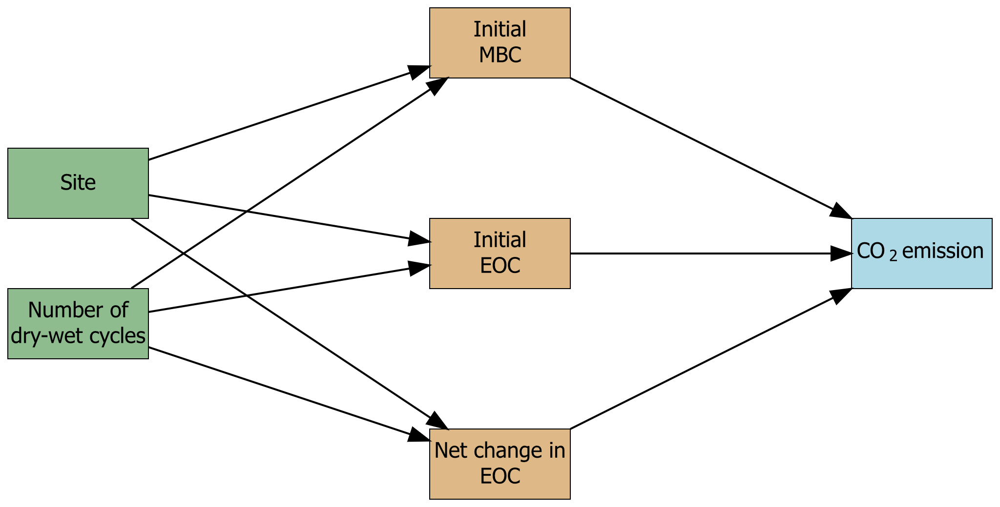 Initial
MBC
Site
Initial
EOC
CO 2 emission
Number of
dry-wet cycles
Net change in
EOC